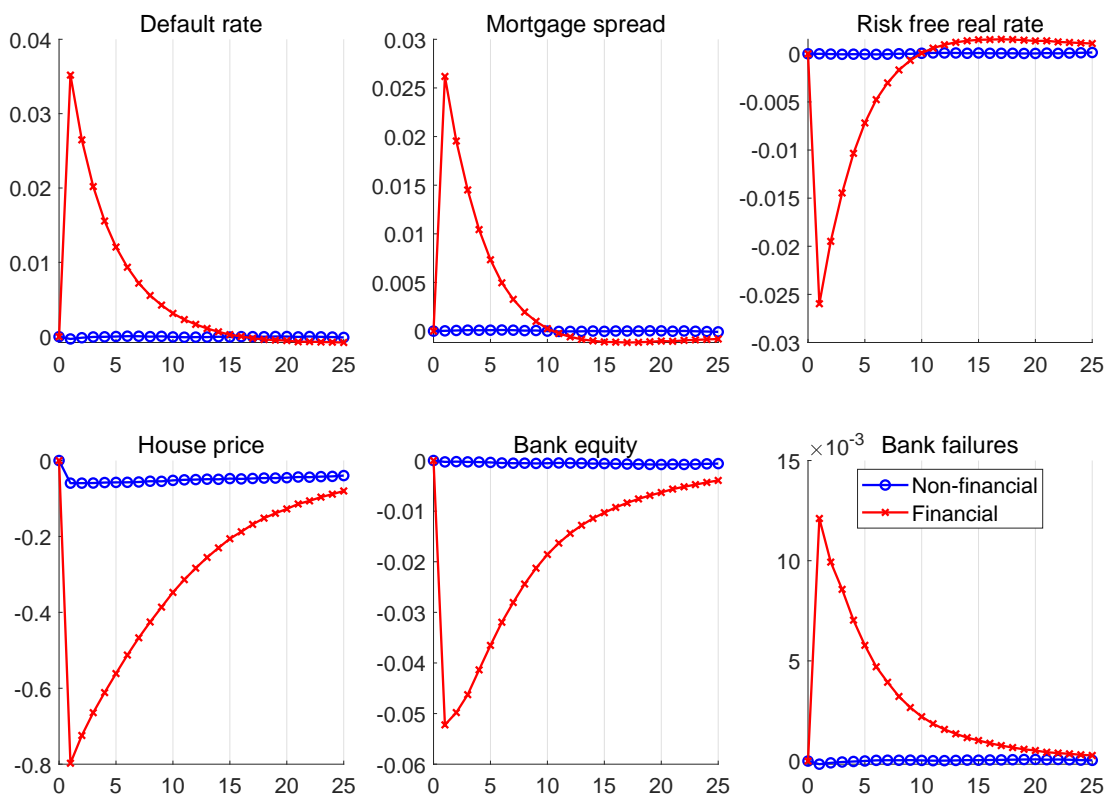 Default rate
0.04
0.03
0.02
0.01
0
0 5 10 15 20 25
Mortgage spread
0.03
0.025
0.02
0.015
0.01
0.005
0
0 5 10 15 20 25
Risk free real rate
0
-0.005
-0.01
-0.015
-0.02
-0.025
-0.03
0 5 10 15 20 25
House price
0
-0.2
-0.4
-0.6
-0.8
0 5 10 15 20 25
Bank equity
0
-0.01
-0.02
-0.03
-0.04
-0.05
-0.06
0 5 10 15 20 25
×10⁻³
Bank failures
15
10
5
0
Non-financial
Financial
0 5 10 15 20 25